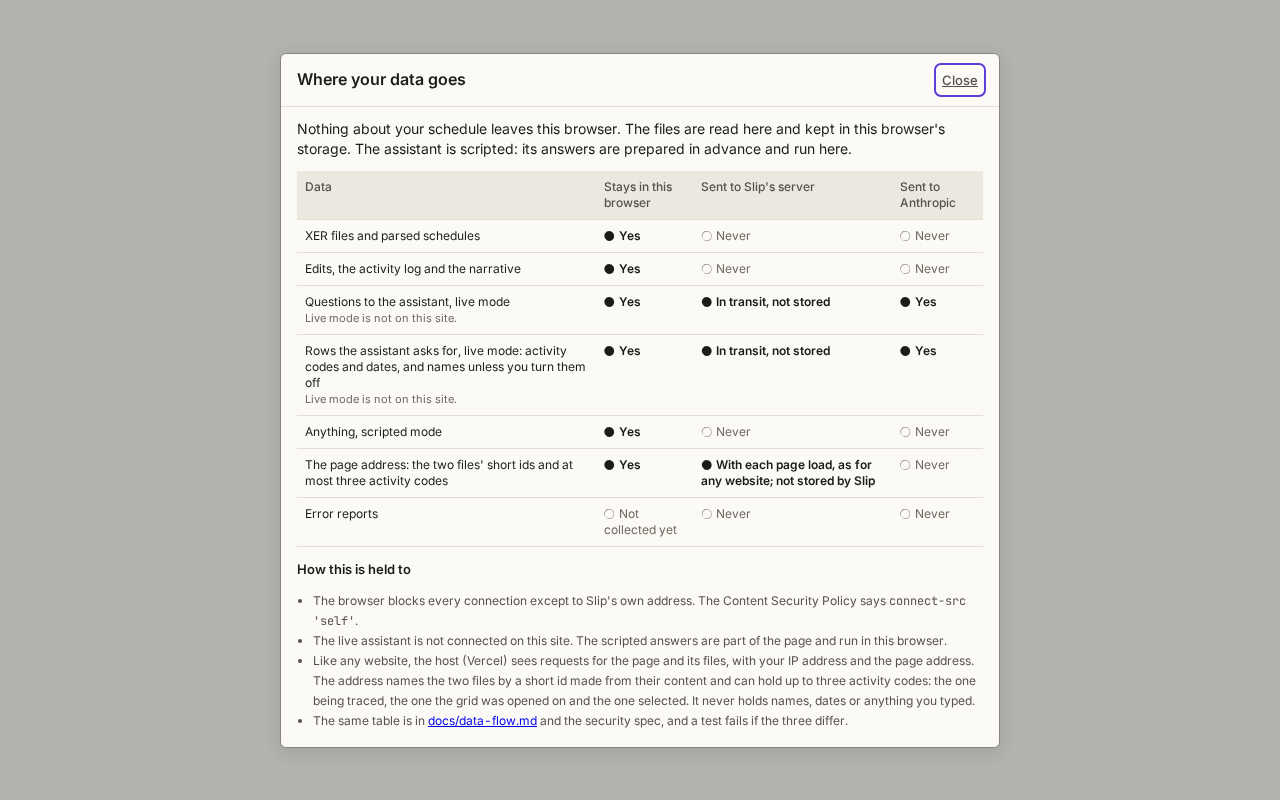 Where your data goes
Close
Nothing about your schedule leaves this browser. The files are read here and kept in this browser's
storage. The assistant is scripted: its answers are prepared in advance and run here.
Data
Stays in this
browser
Sent to Slip's server
Sent to
Anthropic
XER files and parsed schedules
Yes
Never
Never
Edits, the activity log and the narrative
Yes
Never
Never
Questions to the assistant, live mode
Live mode is not on this site.
Yes
In transit, not stored
Yes
Rows the assistant asks for, live mode: activity
codes and dates, and names unless you turn them
off
Live mode is not on this site.
Yes
In transit, not stored
Yes
Anything, scripted mode
Yes
Never
Never
The page address: the two files' short ids and at
most three activity codes
Yes
With each page load, as for
any website; not stored by Slip
Never
Error reports
Not
collected yet
Never
Never
How this is held to
• The browser blocks every connection except to Slip's own address. The Content Security Policy says connect-src
'self'.
• The live assistant is not connected on this site. The scripted answers are part of the page and run in this browser.
• Like any website, the host (Vercel) sees requests for the page and its files, with your IP address and the page address.
The address names the two files by a short id made from their content and can hold up to three activity codes: the one
being traced, the one the grid was opened on and the one selected. It never holds names, dates or anything you typed.
• The same table is in docs/data-flow.md and the security spec, and a test fails if the three differ.